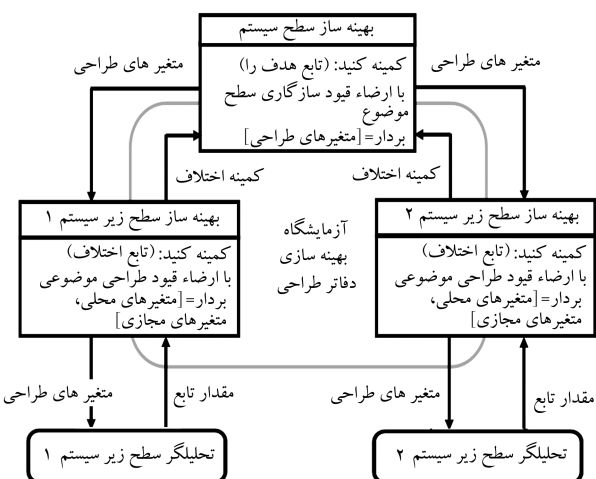 بهینه ساز سطح سیستم
کمینه کنید: (تابع هدف را)
با ارضاء قیود سازگاری سطح
موضوع
بردار=[متغیرهای طراحی]
متغیر های طراحی
متغیر های طراحی
کمینه اختلاف
کمینه اختلاف
بهینه ساز سطح زیر سیستم ۲
کمینه کنید: (تابع اختلاف)
با ارضاء قیود طراحی موضوعی
بردار=[متغیرهای محلی،
متغیرهای مجازی]
آزمایشگاه
بهینه سازی
دفاتر طراحی
بهینه ساز سطح زیر سیستم ۱
کمینه کنید: (تابع اختلاف)
با ارضاء قیود طراحی موضوعی
بردار=[متغیرهای محلی،
متغیرهای مجازی]
مقدار تابع
متغیر های طراحی
مقدار تابع
متغیر های طراحی
تحلیلگر سطح زیر سیستم ۲
تحلیلگر سطح زیر سیستم ۱